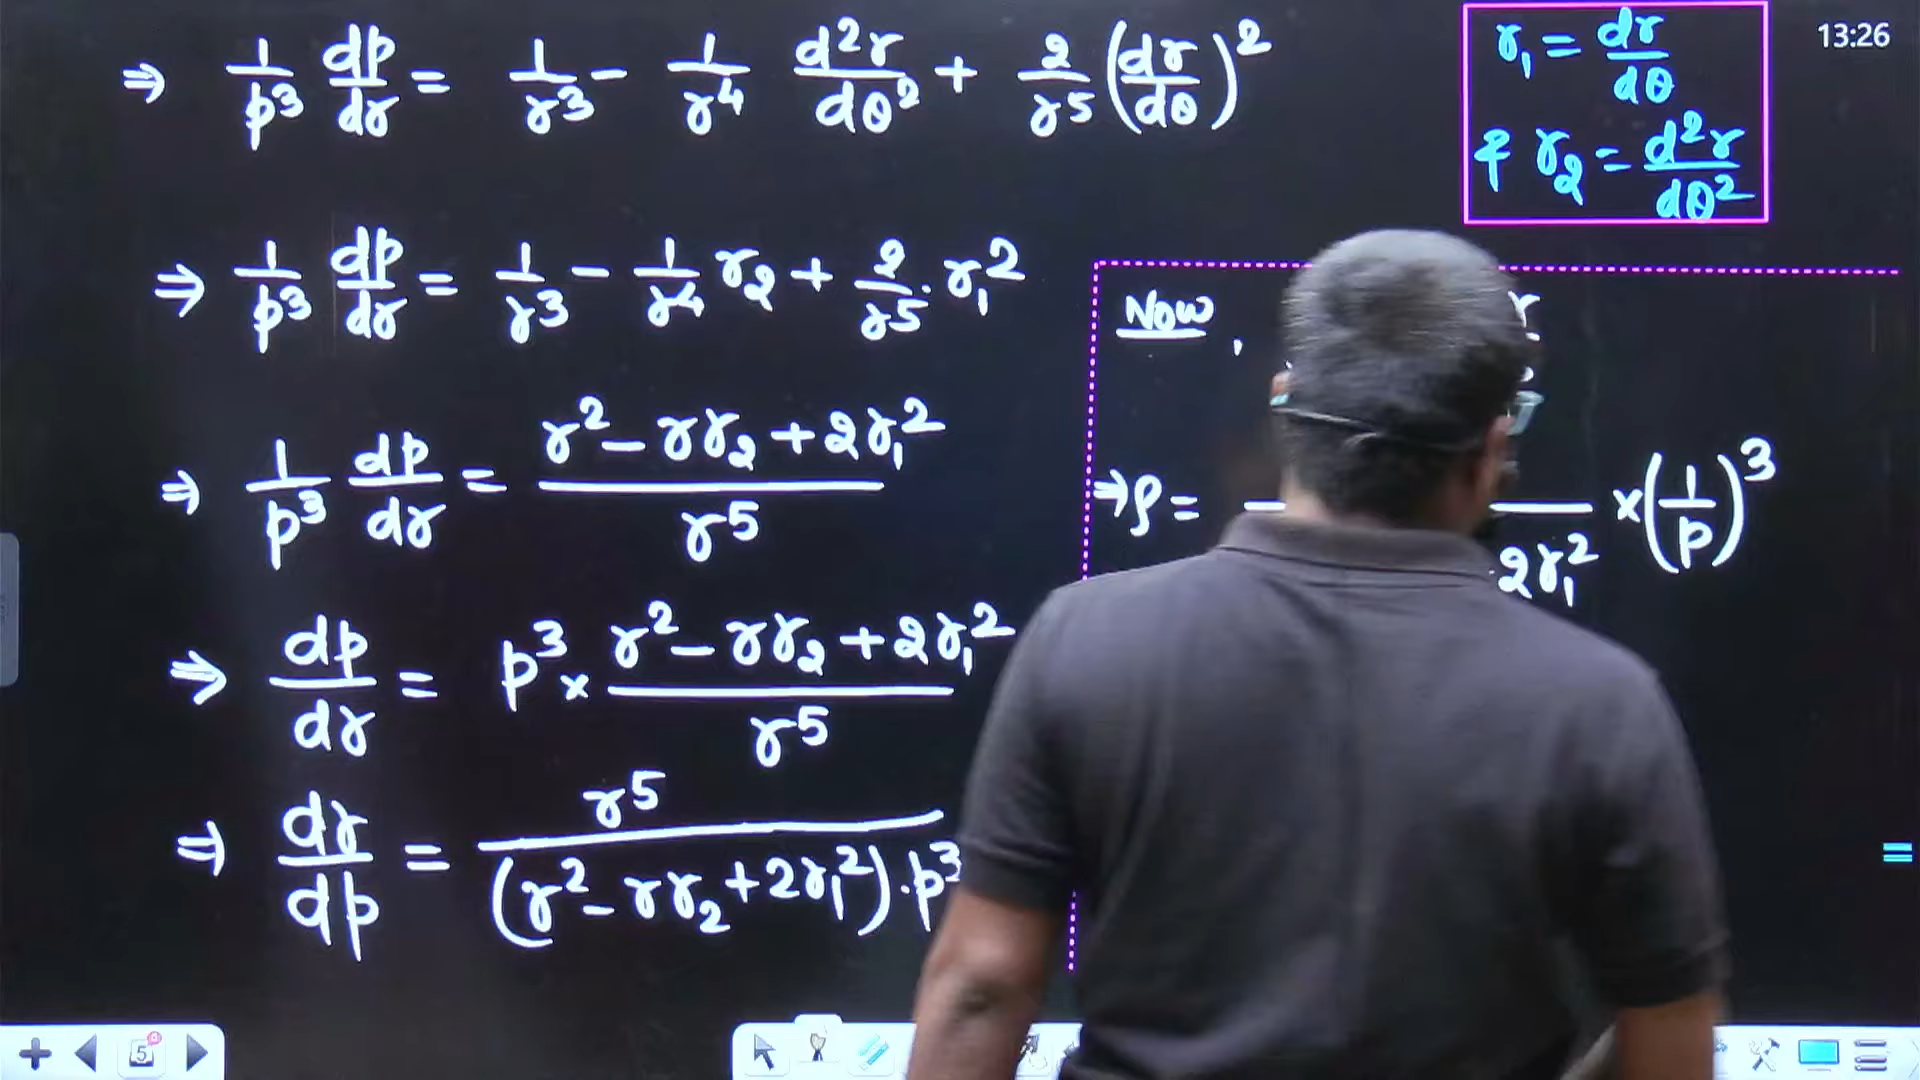 ⇒ 1/p³ dp/dr = 1/r³ − 1/r⁴ d²r/dθ² + 2/r⁵ (dr/dθ)²
r₁ = dr/dθ
& r₂ = d²r/dθ²
13:26
⇒ 1/p³ dp/dr = 1/r³ − 1/r⁴ r₂ + 2/r⁵ · r₁²
⇒ 1/p³ dp/dr = (r² − rr₂ + 2r₁²)/r⁵
⇒ dp/dr = p³ × (r² − rr₂ + 2r₁²)/r⁵
⇒ dr/dp = r⁵/((r² − rr₂ + 2r₁²)·p³)
Now,
⇒ ρ =
2r₁² × (1/p)³
=
5